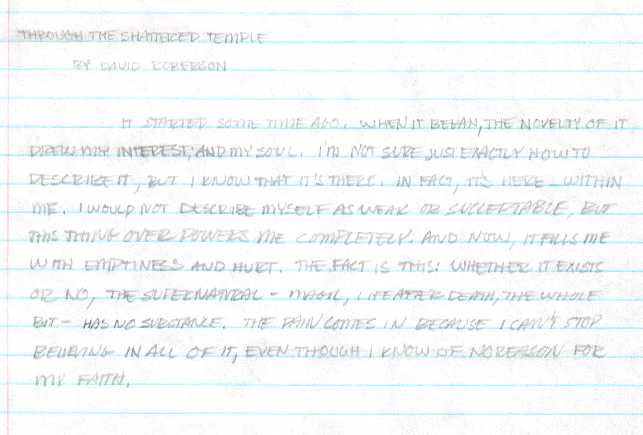 THROUGH THE SHATTERED TEMPLE
BY DAVID ROBERSON
IT STARTED SOME TIME AGO. WHEN IT BEGAN, THE NOVELTY OF IT
DREW MY INTEREST, AND MY SOUL. I'M NOT SURE JUST EXACTLY HOW TO
DESCRIBE IT, BUT I KNOW THAT IT'S THERE. IN FACT, IT'S HERE - WITHIN
ME. I WOULD NOT DESCRIBE MYSELF AS WEAK OR SUCCEPTABLE, BUT
THIS THING OVER POWERS ME COMPLETELY. AND NOW, IT FILLS ME
WITH EMPTINESS AND HURT. THE FACT IS THIS: WHETHER IT EXISTS
OR NO, THE SUPERNATURAL - MAGIC, LIFE AFTER DEATH, THE WHOLE
BIT - HAS NO SUBSTANCE. THE PAIN COMES IN BECAUSE I CAN'T STOP
BELIEVING IN ALL OF IT, EVEN THOUGH I KNOW OF NO REASON FOR
MY FAITH.